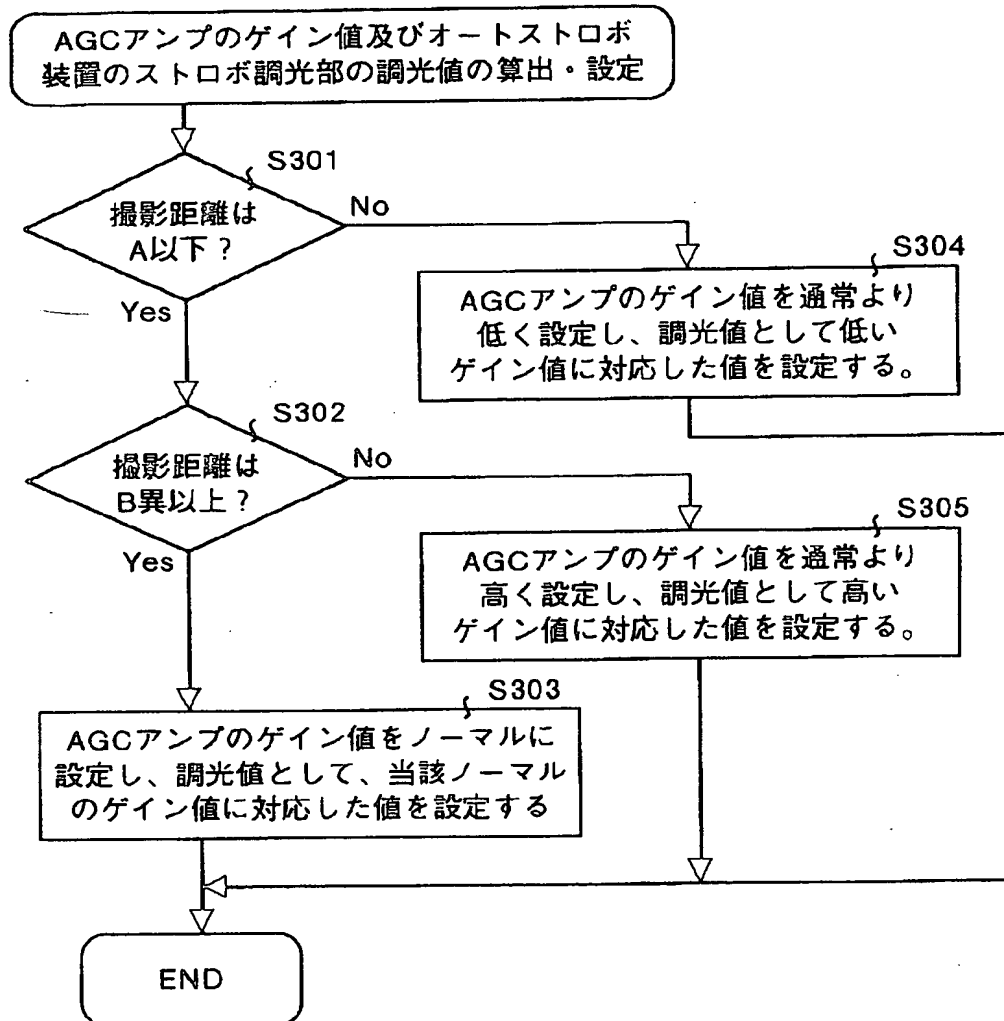 AGCアンプのゲイン値及びオートストロボ
装置のストロボ調光部の調光値の算出・設定
S301
撮影距離は
A以下?
No
Yes
S304
AGCアンプのゲイン値を通常より
低く設定し、調光値として低い
ゲイン値に対応した値を設定する。
S302
撮影距離は
B異以上?
No
Yes
S305
AGCアンプのゲイン値を通常より
高く設定し、調光値として高い
ゲイン値に対応した値を設定する。
S303
AGCアンプのゲイン値をノーマルに
設定し、調光値として、当該ノーマル
のゲイン値に対応した値を設定する
END